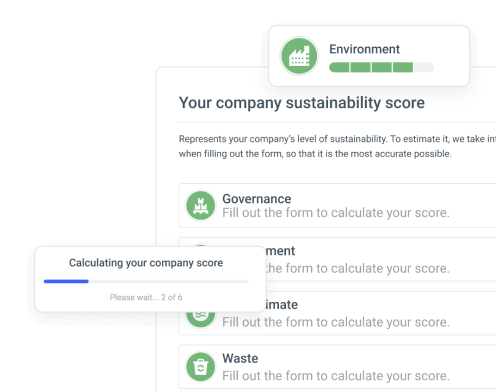 Environment
Your company sustainability score
Represents your company's level of sustainability. To estimate it, we take int
when filling out the form, so that it is the most accurate possible.
Governance
Fill out the form to calculate your score.
ment
the form to calculate your score.
Calculating your company score
Please wait... 2 of 6
imate
Fill out the form to calculate your score.
Waste
Fill out the form to calculate your score.